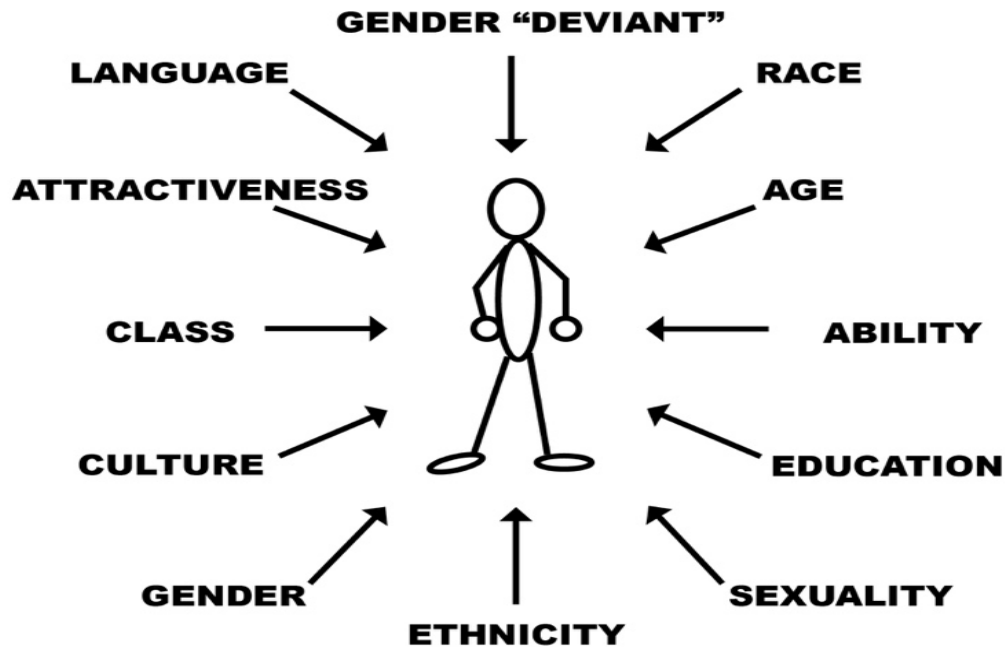 GENDER “DEVIANT”
LANGUAGE
RACE
ATTRACTIVENESS
AGE
CLASS
ABILITY
CULTURE
EDUCATION
GENDER
SEXUALITY
ETHNICITY